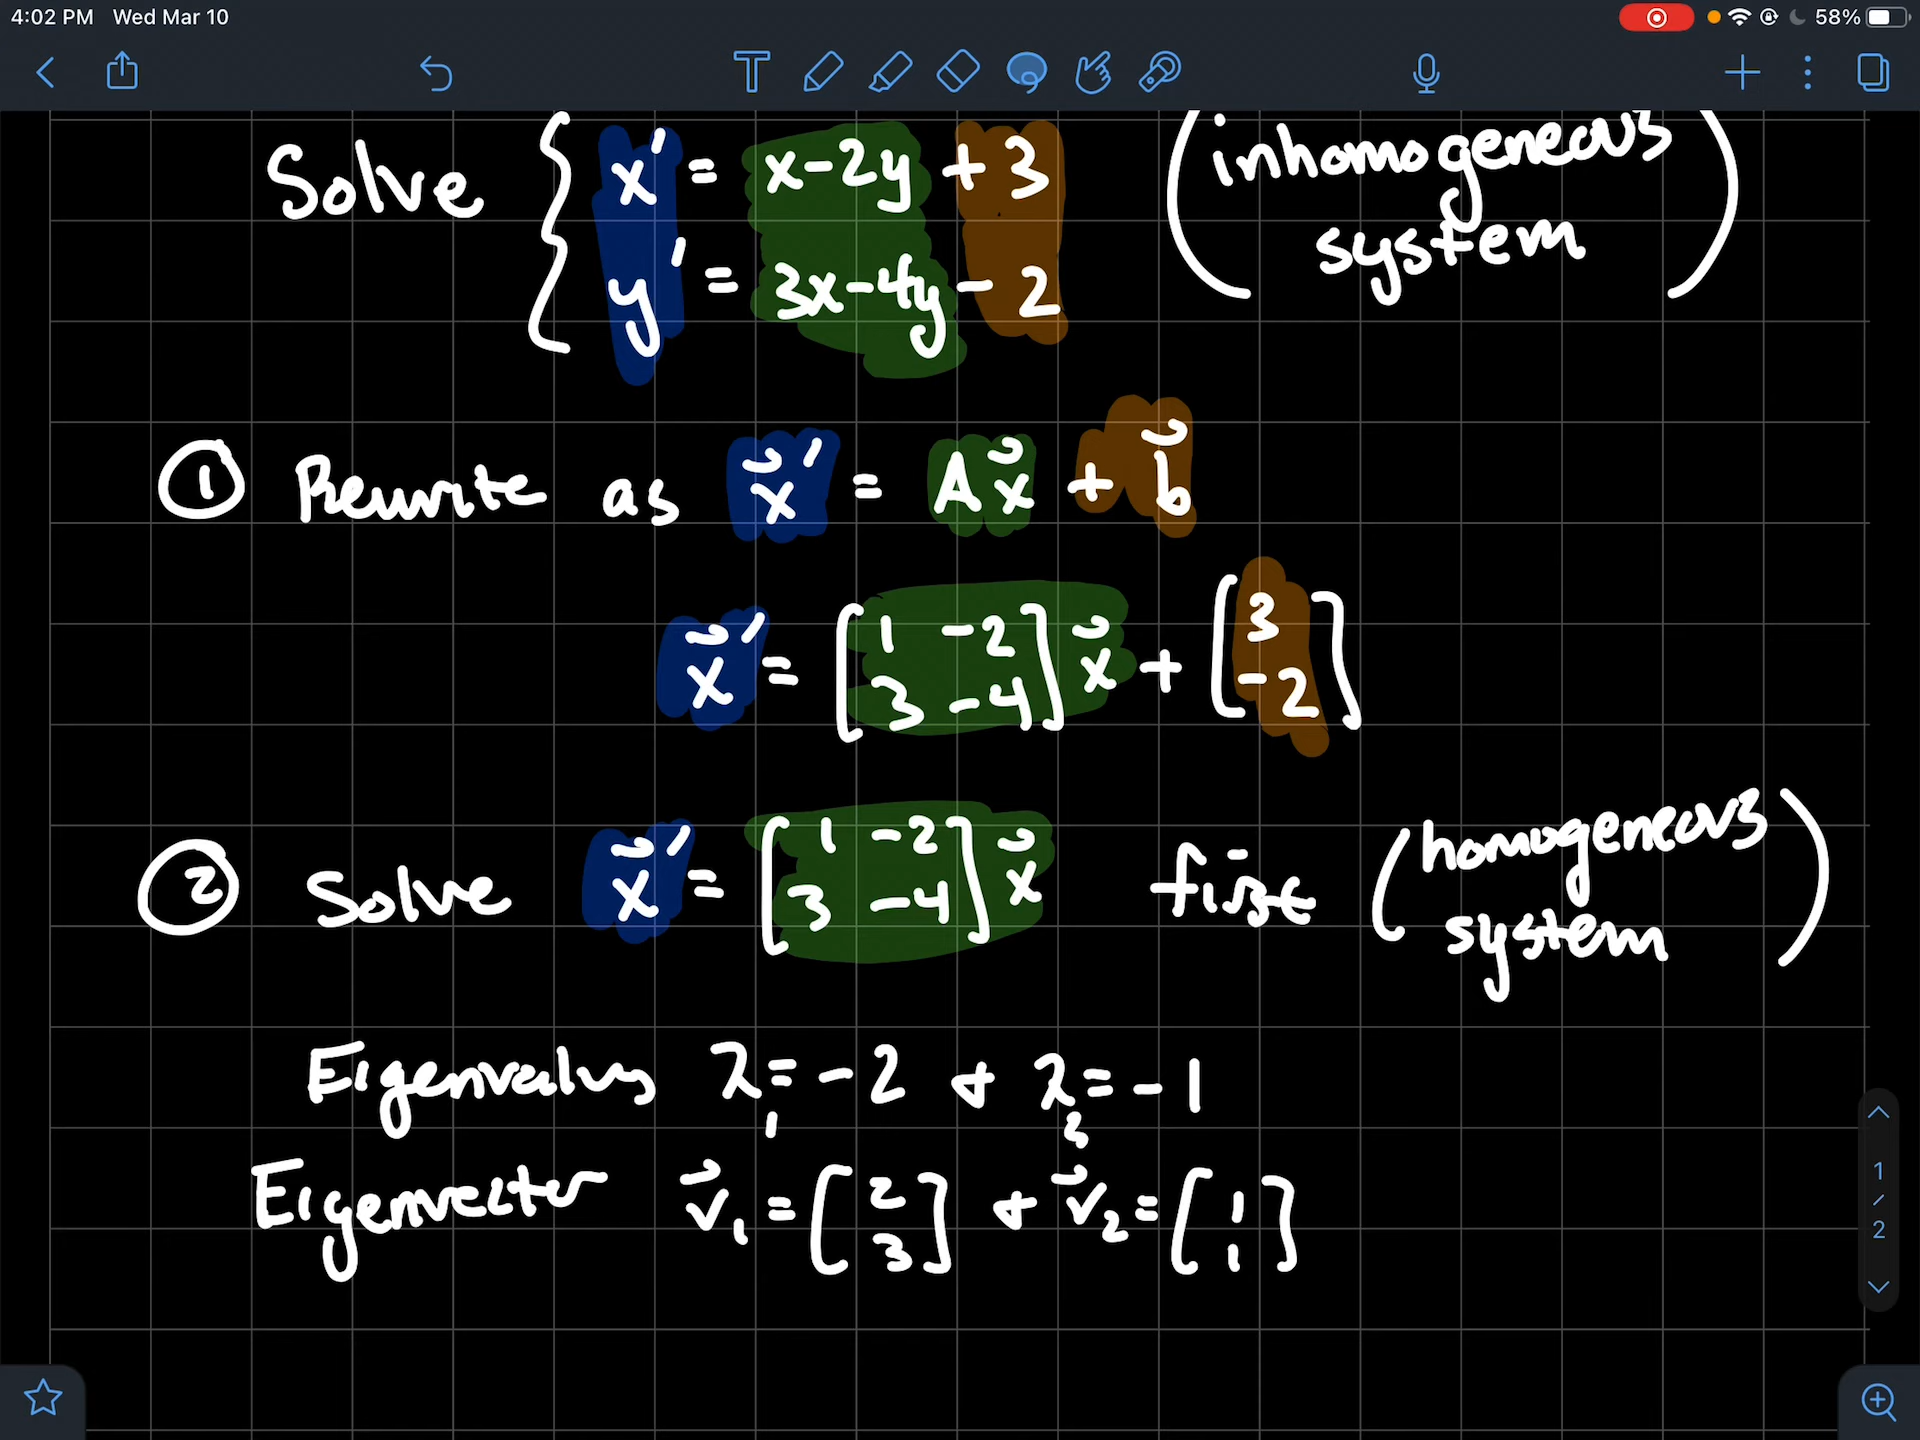 4:02 PM Wed Mar 10 58%
Solve { x' = x-2y + 3 (inhomogeneous
y' = 3x-4y - 2 system)
① Rewrite as x⃗' = Ax⃗ + b⃗
x⃗' = [1 -2] x⃗ + [3]
[3 -4] [-2]
② Solve x⃗' = [1 -2] x⃗ first (homogeneous
[3 -4] system)
Eigenvalus λ₁ = -2 & λ₂ = -1
Eigenvector v⃗₁ = [2] & v⃗₂ = [1]
[3] [1]
1
/
2